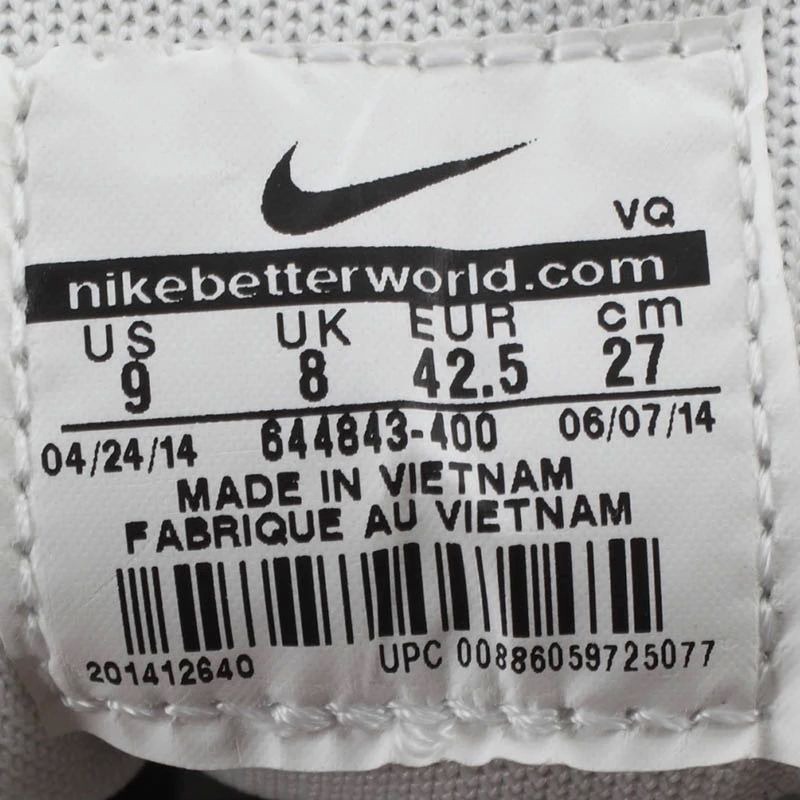 VQ
nikebetterworld.com
US UK EUR cm
9 8 42.5 27
04/24/14 644843-400 06/07/14
MADE IN VIETNAM
FABRIQUE AU VIETNAM
201412640 UPC 00886059725077